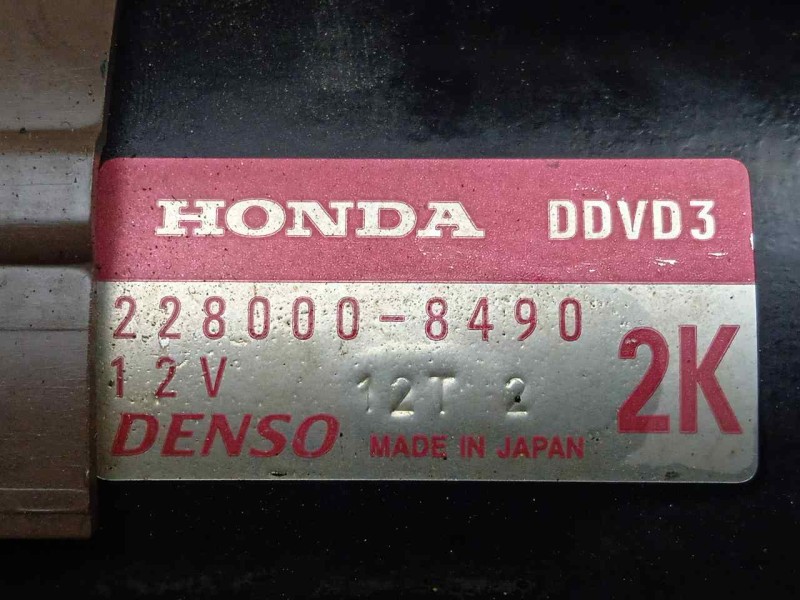 HONDA DDVD3
228000-8490
12V 12T 2 2K
DENSO MADE IN JAPAN